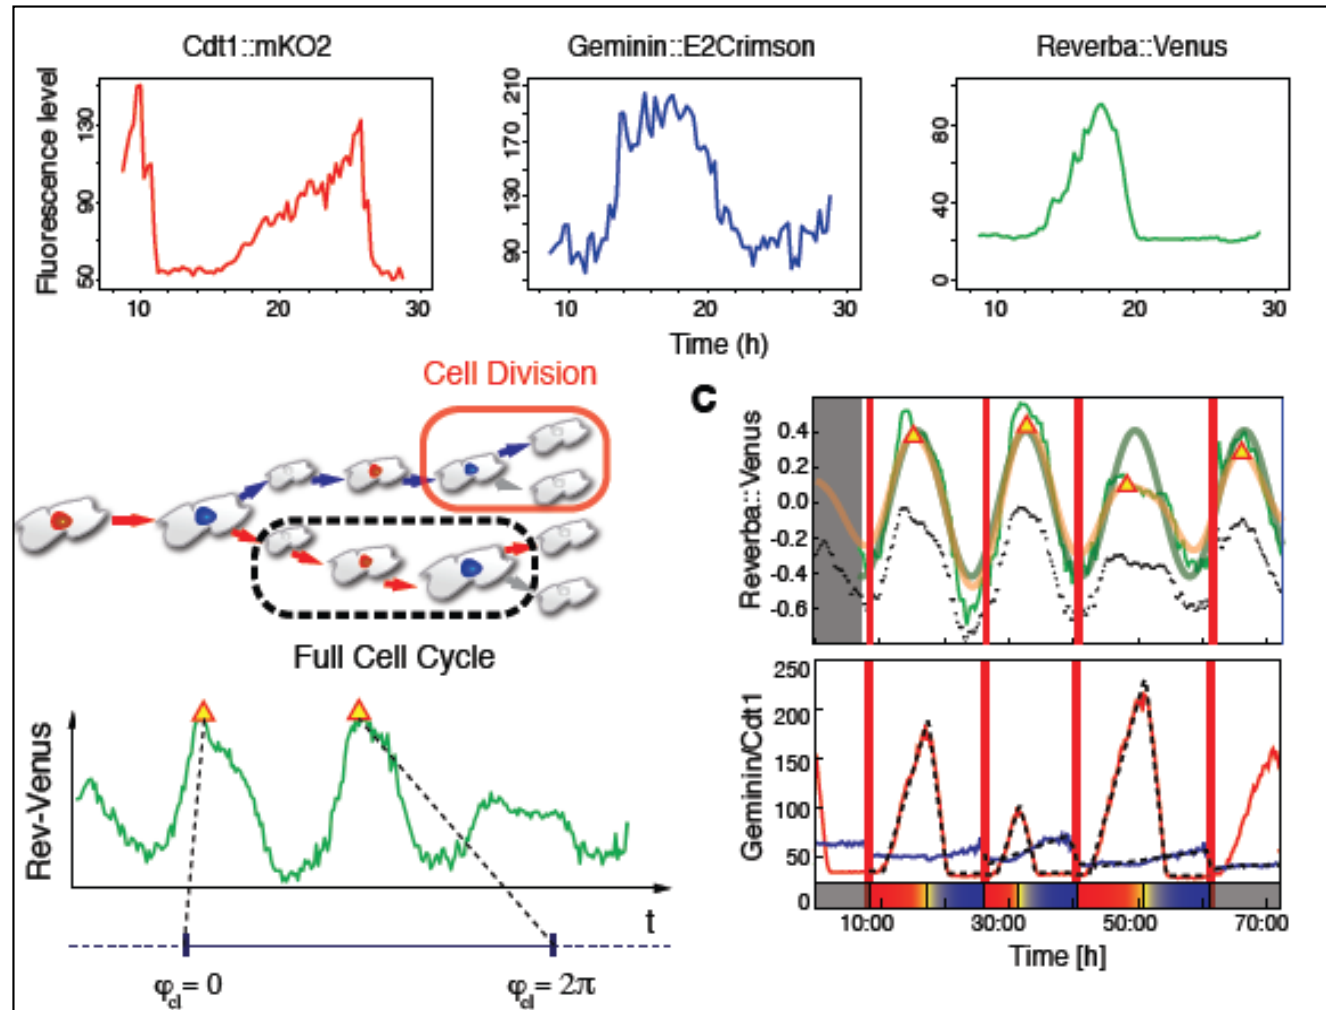 Cdt1::mKO2
Geminin::E2Crimson
Reverba::Venus
Fluorescence level
130
90
50
10
20
30
210
170
130
90
10
20
30
80
40
0
10
20
30
Time (h)
Cell Division
Full Cell Cycle
Rev-Venus
t
φcl = 0
φcl = 2π
C
Reverba::Venus
0.4
0.2
0.0
-0.2
-0.4
-0.6
Geminin/Cdt1
250
200
150
100
50
0
10:00
30:00
50:00
70:00
Time [h]